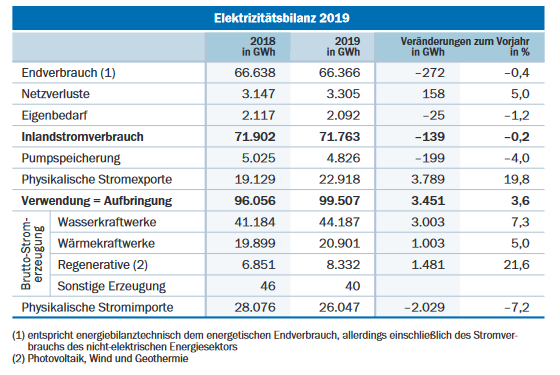 Elektrizitätsbilanz 2019
2018 2019 Veränderungen zum Vorjahr
in GWh in GWh in GWh in %
Endverbrauch (1) 66.638 66.366 –272 –0,4
Netzverluste 3.147 3.305 158 5,0
Eigenbedarf 2.117 2.092 –25 –1,2
Inlandstromverbrauch 71.902 71.763 –139 –0,2
Pumpspeicherung 5.025 4.826 –199 –4,0
Physikalische Stromexporte 19.129 22.918 3.789 19,8
Verwendung = Aufbringung 96.056 99.507 3.451 3,6
Brutto-Strom-
erzeugung
Wasserkraftwerke 41.184 44.187 3.003 7,3
Wärmekraftwerke 19.899 20.901 1.003 5,0
Regenerative (2) 6.851 8.332 1.481 21,6
Sonstige Erzeugung 46 40
Physikalische Stromimporte 28.076 26.047 –2.029 –7,2
(1) entspricht energiebilanztechnisch dem energetischen Endverbrauch, allerdings einschließlich des Stromver-
brauchs des nicht-elektrischen Energiesektors
(2) Photovoltaik, Wind und Geothermie